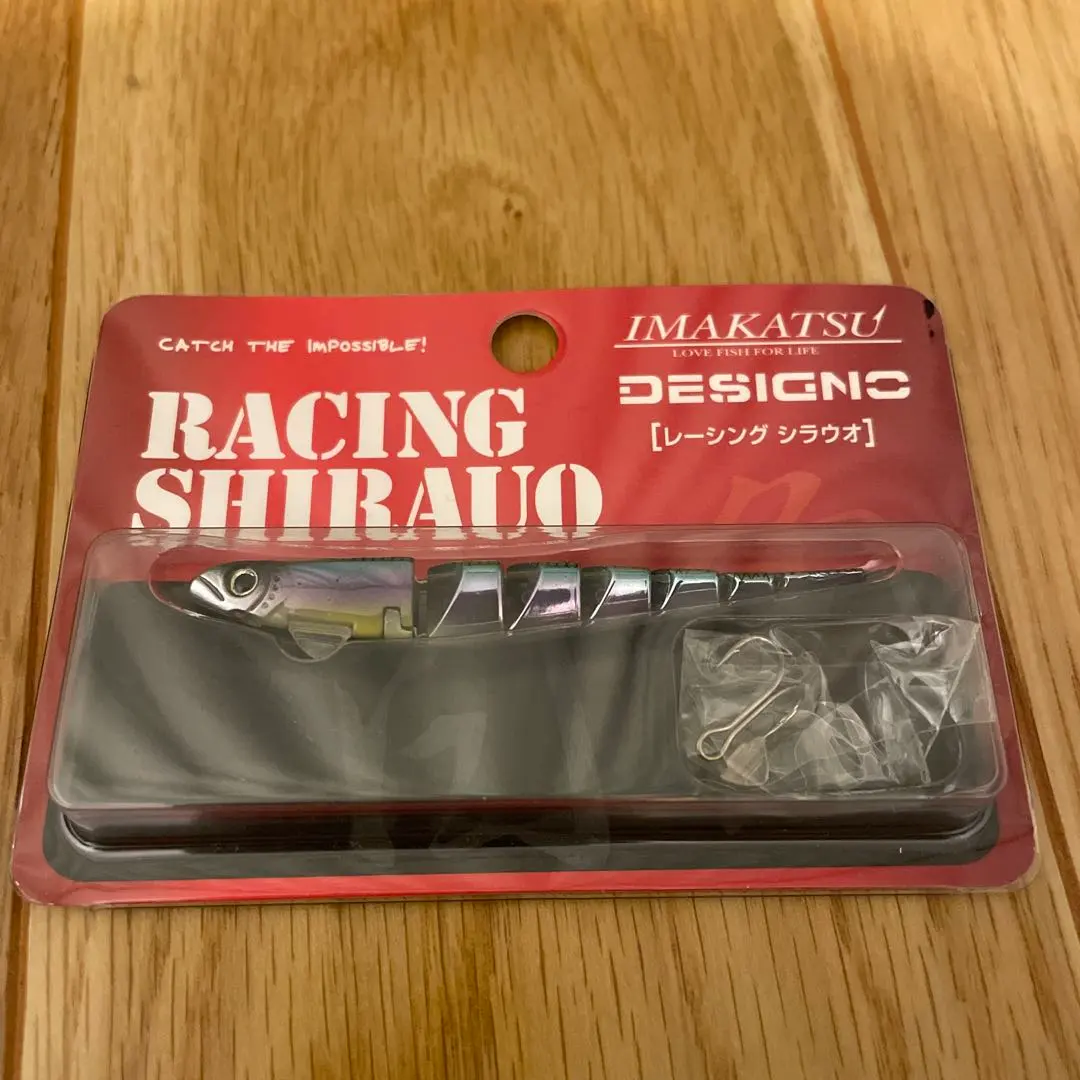 CATCH THE IMPOSSIBLE!
RACING
SHIRAUO
IMAKATSU
LOVE FISH FOR LIFE
DESIGNO
[レーシング シラウオ]